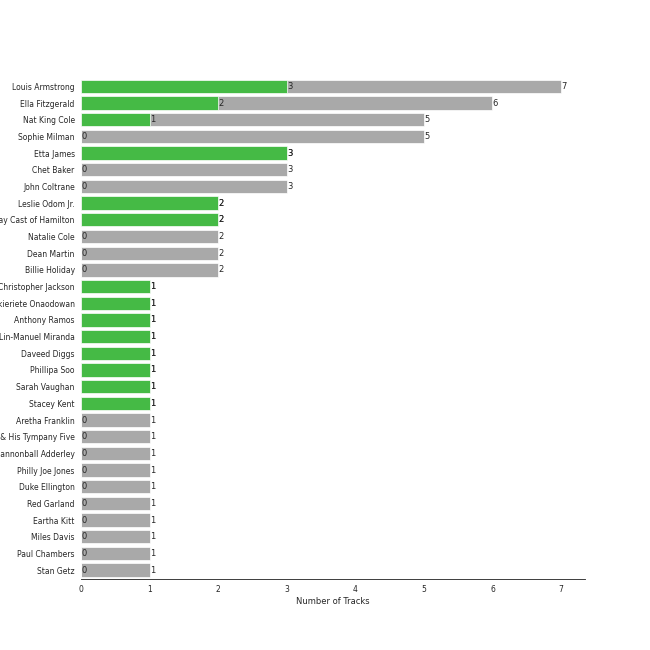 Louis Armstrong 3 7
Ella Fitzgerald 2 6
Nat King Cole 1 5
Sophie Milman 0 5
Etta James 3
Chet Baker 0 3
John Coltrane 0 3
Leslie Odom Jr. 2
ay Cast of Hamilton 2
Natalie Cole 0 2
Dean Martin 0 2
Billie Holiday 0 2
Christopher Jackson 1
kieriete Onaodowan 1
Anthony Ramos 1
Lin-Manuel Miranda 1
Daveed Diggs 1
Phillipa Soo 1
Sarah Vaughan 1
Stacey Kent 1
Aretha Franklin 0 1
& His Tympany Five 0 1
annonball Adderley 0 1
Philly Joe Jones 0 1
Duke Ellington 0 1
Red Garland 0 1
Eartha Kitt 0 1
Miles Davis 0 1
Paul Chambers 0 1
Stan Getz 0 1
0 1 2 3 4 5 6 7
Number of Tracks